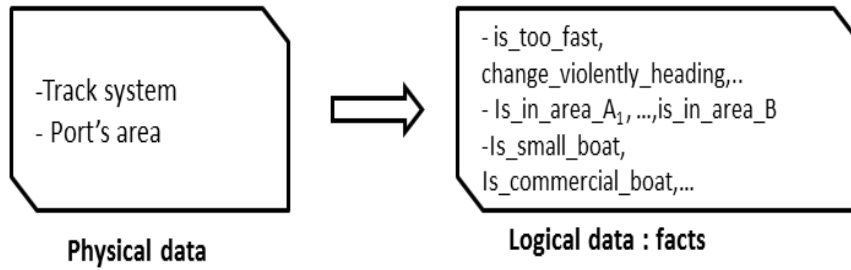 -Track system
- Port's area
Physical data
- is_too_fast,
change_violently_heading,..
- Is_in_area_A₁, ...,is_in_area_B
-Is_small_boat,
Is_commercial_boat,...
Logical data : facts